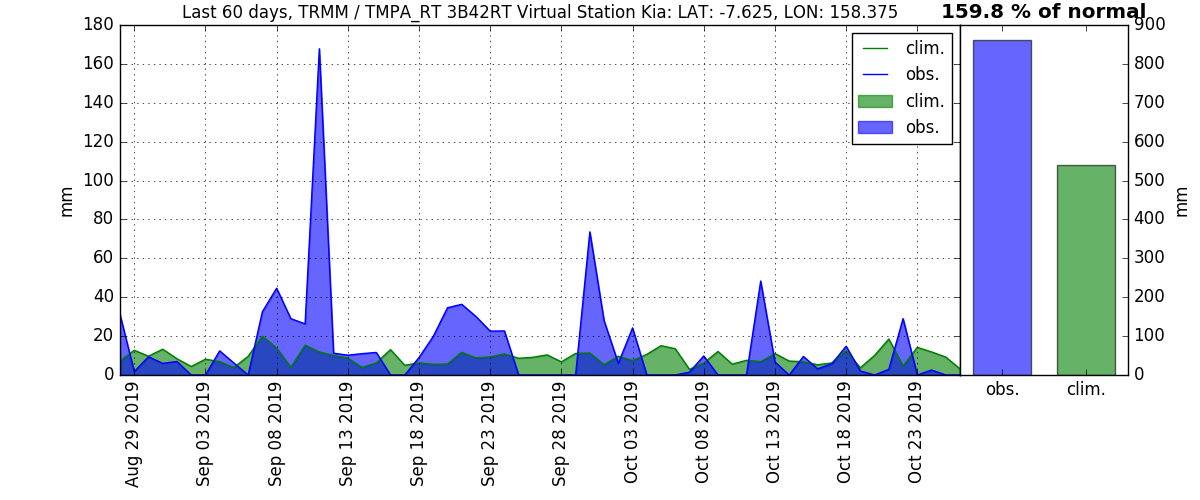 Last 60 days, TRMM / TMPA_RT 3B42RT Virtual Station Kia: LAT: -7.625, LON: 158.375
159.8 % of normal
mm
180
160
140
120
100
80
60
40
20
0
clim.
obs.
clim.
obs.
Aug 29 2019
Sep 03 2019
Sep 08 2019
Sep 13 2019
Sep 18 2019
Sep 23 2019
Sep 28 2019
Oct 03 2019
Oct 08 2019
Oct 13 2019
Oct 18 2019
Oct 23 2019
900
800
700
600
500
400
300
200
100
0
mm
obs.
clim.